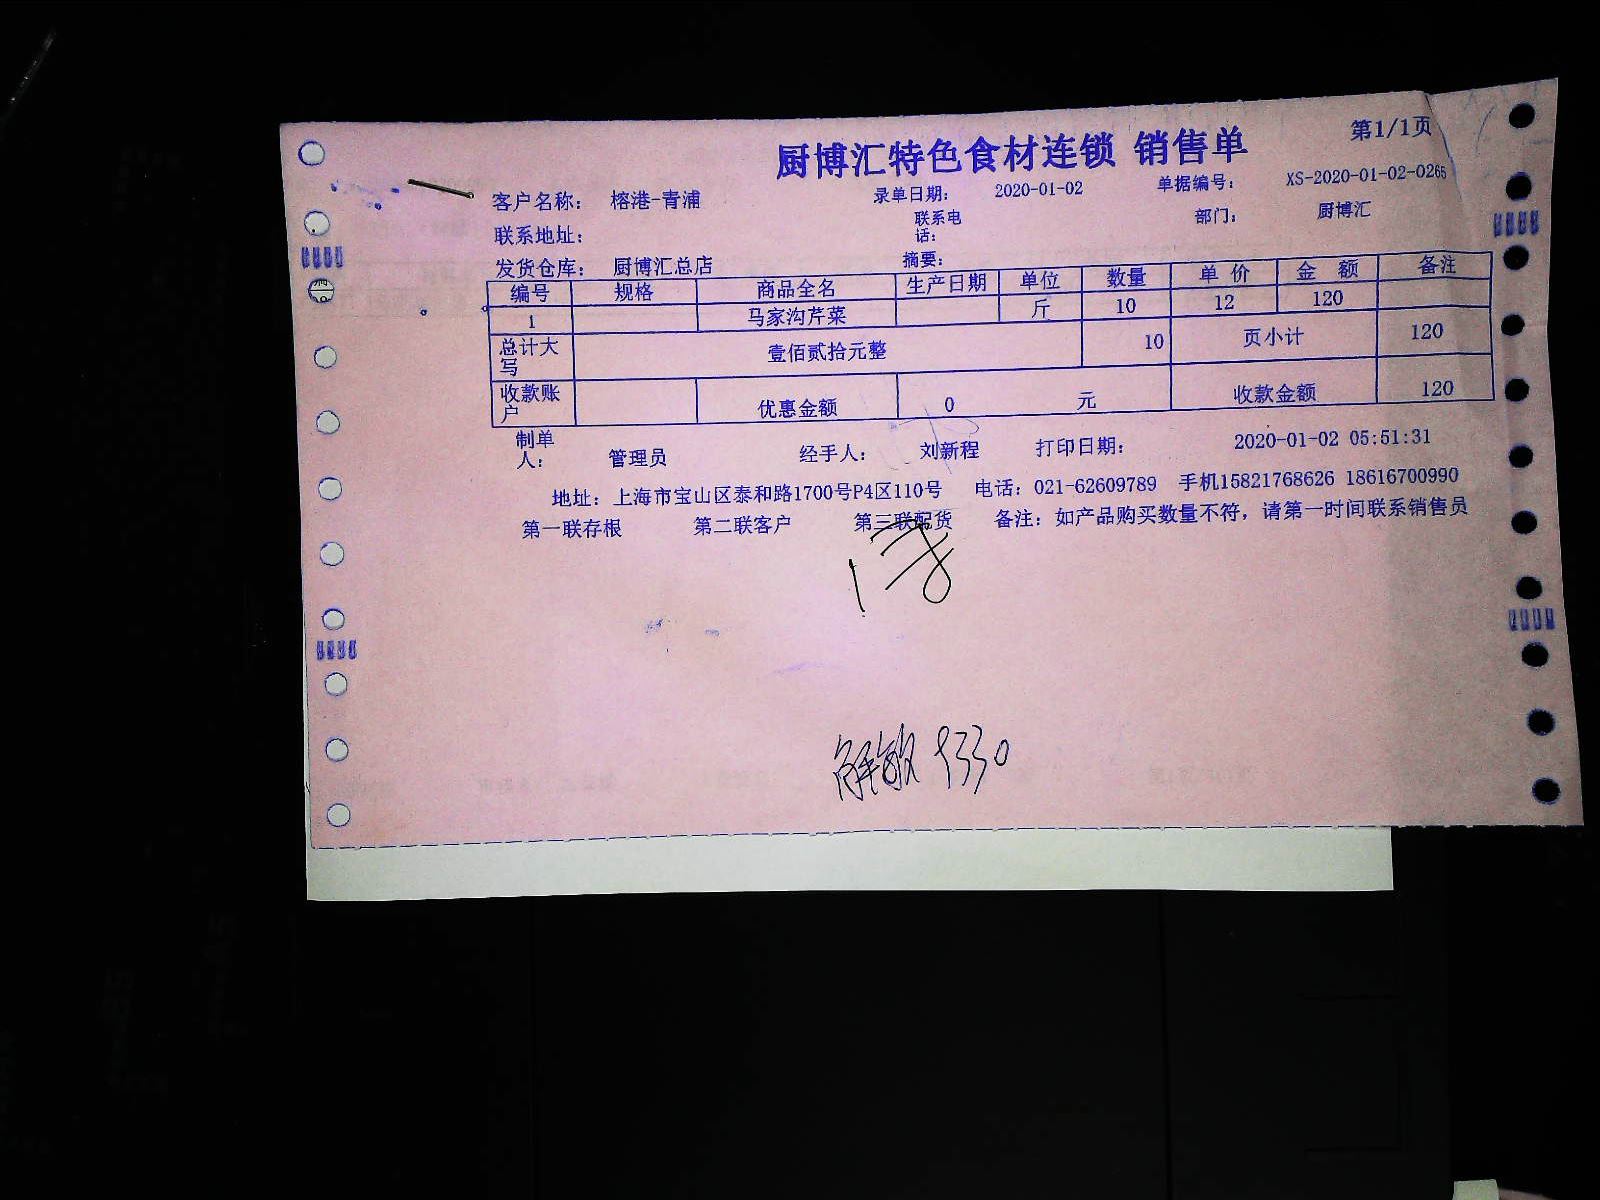 厨博汇特色食材连锁 销售单 第1/1页
客户名称： 榕港-青浦 录单日期： 2020-01-02 单据编号： XS-2020-01-02-0265
联系地址： 联系电话： 部门： 厨博汇
发货仓库： 厨博汇总店 摘要：
编号 规格 商品全名 生产日期 单位 数量 单价 金额 备注
1 马家沟芹菜 斤 10 12 120
总计大写 壹佰贰拾元整 10 页小计 120
收款账户 优惠金额 0 元 收款金额 120
制单人： 管理员 经手人： 刘新程 打印日期： 2020-01-02 05:51:31
地址：上海市宝山区泰和路1700号P4区110号 电话：021-62609789 手机15821768626 18616700990
第一联存根 第二联客户 第三联配货 备注：如产品购买数量不符，请第一时间联系销售员